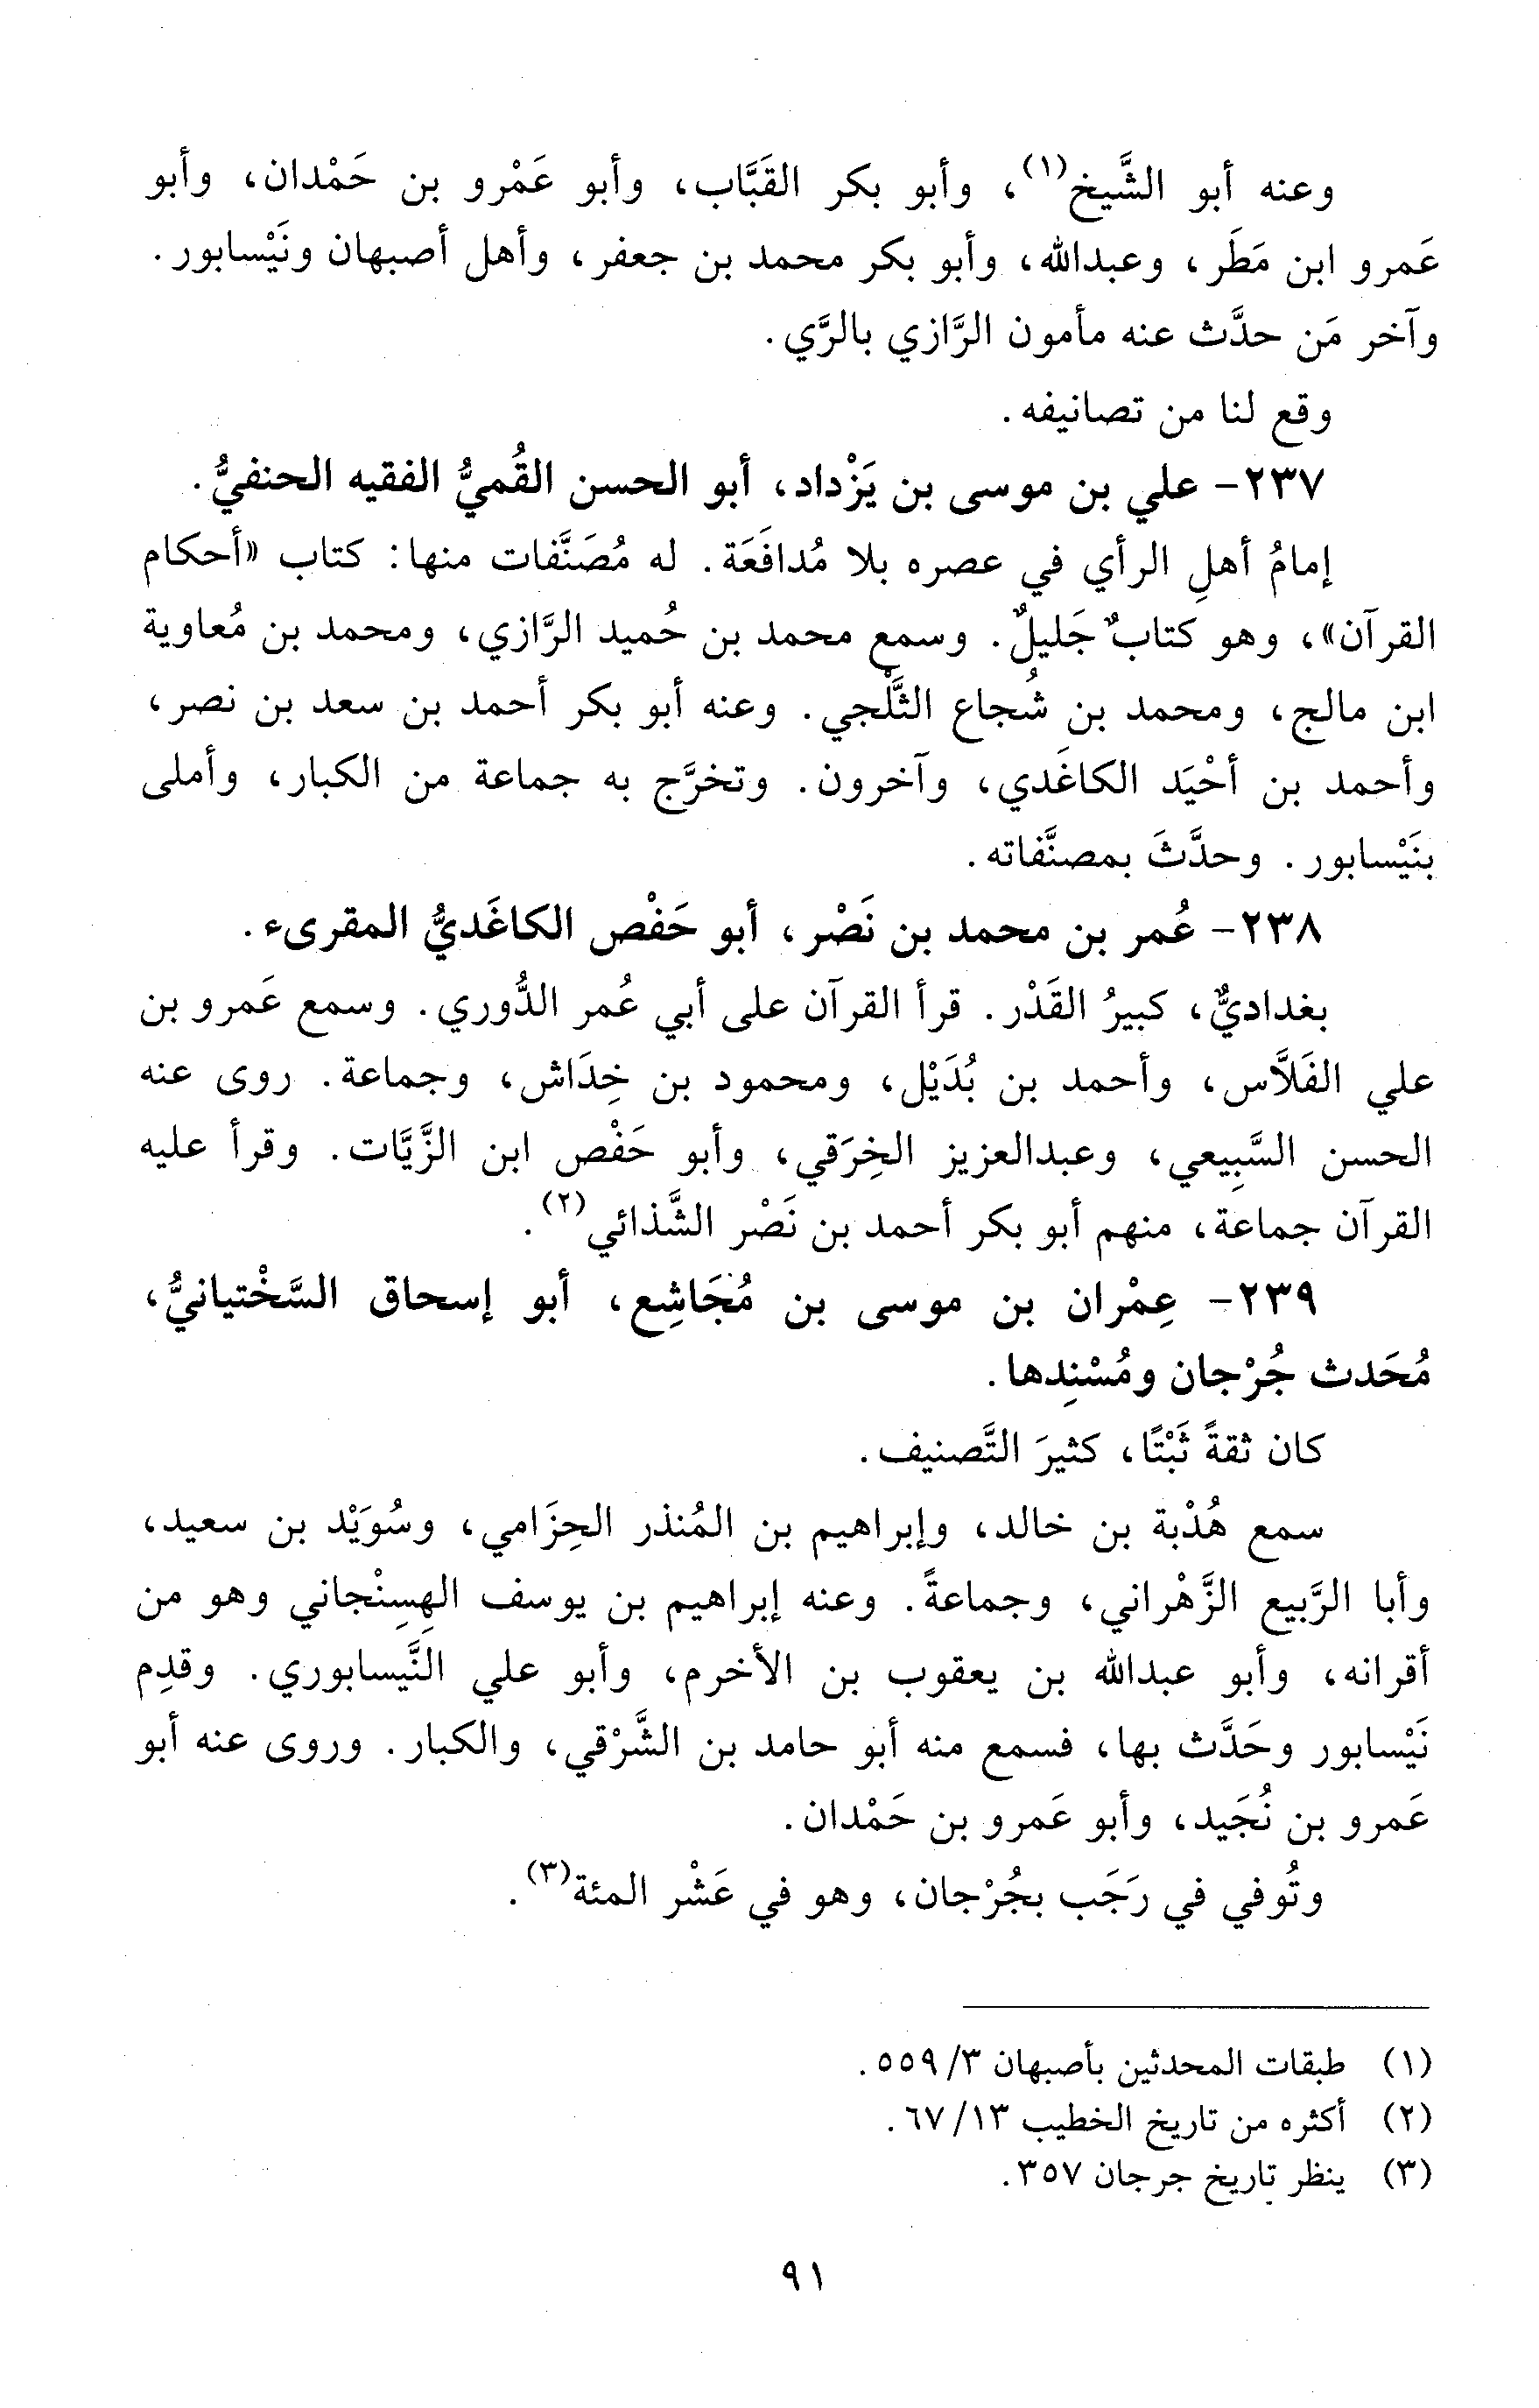 وعنه أبو الشَّيخ(١)، وأبو بكر القَبَّاب، وأبو عَمْرو بن حَمْدان، وأبو
عَمرو ابن مَطَر، وعبدالله، وأبو بكر محمد بن جعفر، وأهل أصبهان ونَيْسابور.
وآخر مَن حدَّث عنه مأمون الرَّازي بالرَّي.
وقع لنا من تصانيفه.
٢٣٧- علي بن موسى بن يَزْداد، أبو الحسن القُميُّ الفقيه الحنفيُّ.
إمامُ أهلِ الرأي في عصره بلا مُدافَعَة. له مُصَنَّفات منها: كتاب «أحكام
القرآن»، وهو كتابٌ جَليلٌ. وسمع محمد بن حُميد الرَّازي، ومحمد بن مُعاوية
ابن مالج، ومحمد بن شُجاع الثَّلْجي. وعنه أبو بكر أحمد بن سعد بن نصر،
وأحمد بن أحْيَد الكاغَدي، وآخرون. وتخرَّج به جماعة من الكبار، وأملى
بنَيْسابور. وحدَّثَ بمصنَّفاته.
٢٣٨- عُمر بن محمد بن نَصْر، أبو حَفْص الكاغَديُّ المقرىء.
بغداديٌّ، كبيرُ القَدْر. قرأ القرآن على أبي عُمر الدُّوري. وسمع عَمرو بن
علي الفَلاَّس، وأحمد بن بُدَيْل، ومحمود بن خِدَاش، وجماعة. روى عنه
الحسن السَّبِيعي، وعبدالعزيز الخِرَقي، وأبو حَفْص ابن الزَّيَّات. وقرأ عليه
القرآن جماعة، منهم أبو بكر أحمد بن نَصْر الشَّذائي(٢).
٢٣٩- عِمْران بن موسى بن مُجَاشِع، أبو إسحاق السَّخْتيانيُّ،
مُحَدث جُرْجان ومُسْنِدها.
كان ثقةً ثَبْتًا، كثيرَ التَّصنيف.
سمع هُدْبة بن خالد، وإبراهيم بن المُنذر الحِزَامي، وسُوَيْد بن سعيد،
وأبا الرَّبيع الزَّهْراني، وجماعةً. وعنه إبراهيم بن يوسف الهِسِنْجاني وهو من
أقرانه، وأبو عبدالله بن يعقوب بن الأخرم، وأبو علي النَّيسابوري. وقدِم
نَيْسابور وحَدَّث بها، فسمع منه أبو حامد بن الشَّرْقي، والكبار. وروى عنه أبو
عَمرو بن نُجَيد، وأبو عَمرو بن حَمْدان.
وتُوفي في رَجَب بجُرْجان، وهو في عَشْر المئة(٣).
(١) طبقات المحدثين بأصبهان ٣/ ٥٥٩.
(٢) أكثره من تاريخ الخطيب ١٣/ ٦٧.
(٣) ينظر تاريخ جرجان ٣٥٧.
٩١